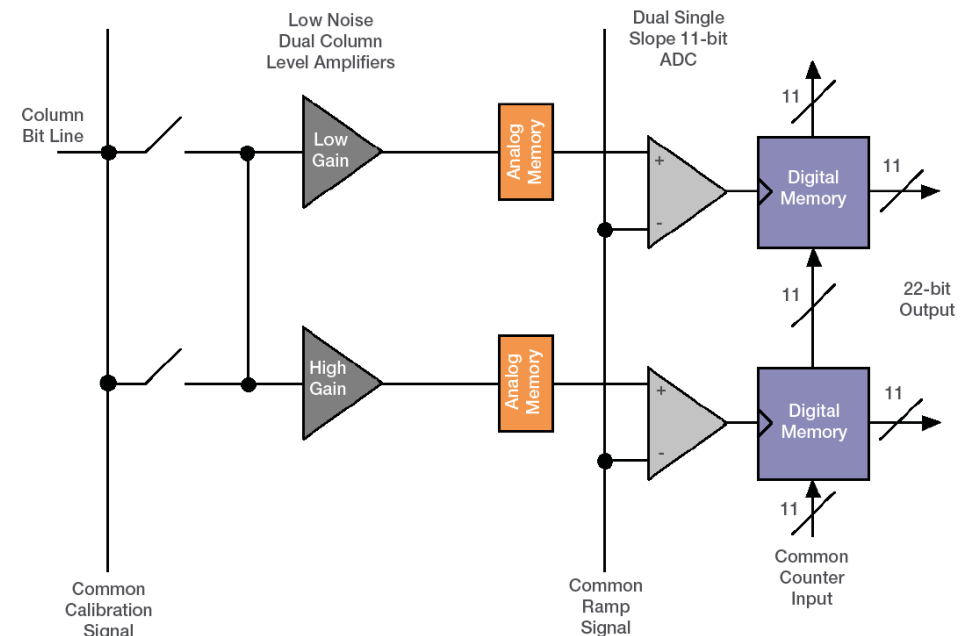 Low Noise
Dual Column
Level Amplifiers
Dual Single
Slope 11-bit
ADC
Column
Bit Line
Low
Gain
Analog
Memory
+
-
11
Digital
Memory
11
11
22-bit
Output
High
Gain
Analog
Memory
+
-
Digital
Memory
11
11
Common
Calibration
Signal
Common
Ramp
Signal
Common
Counter
Input